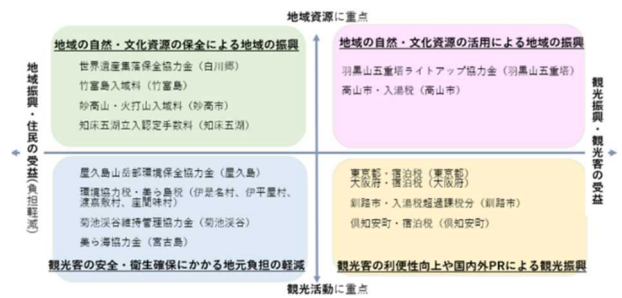 地域資源に重点
地域の自然・文化資源の保全による地域の振興
世界遺産集落保全協力金（白川郷）
竹富島入域料（竹富島）
妙高山・火打山入域料（妙高市）
知床五湖立入認定手数料（知床五湖）
地域の自然・文化資源の活用による地域の振興
羽黒山五重塔ライトアップ協力金（羽黒山五重塔）
高山市・入湯税（高山市）
地域振興・住民の受益(負担軽減)
観光振興・観光客の受益
屋久島山岳部環境保全協力金（屋久島）
環境協力税・美ら島税（伊是名村、伊平屋村、
渡嘉敷村、座間味村）
菊池渓谷維持管理協力金（菊池渓谷）
美ら海協力金（宮古島）
観光客の安全・衛生確保にかかる地元負担の軽減
東京都・宿泊税（東京都）
大阪府・宿泊税（大阪府）
釧路市・入湯税超過課税分（釧路市）
倶知安町・宿泊税（倶知安町）
観光客の利便性向上や国内外PRによる観光振興
観光活動に重点